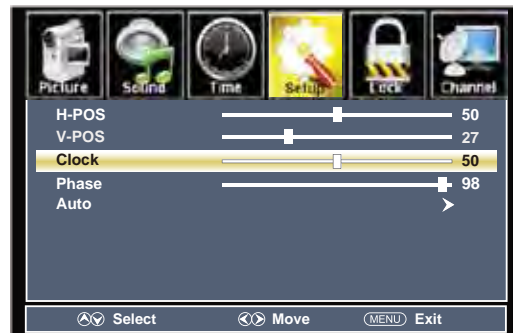 Picture Sound Time Setup Lock Channel
H-POS 50
V-POS 27
Clock 50
Phase 98
Auto
Select Move MENU Exit